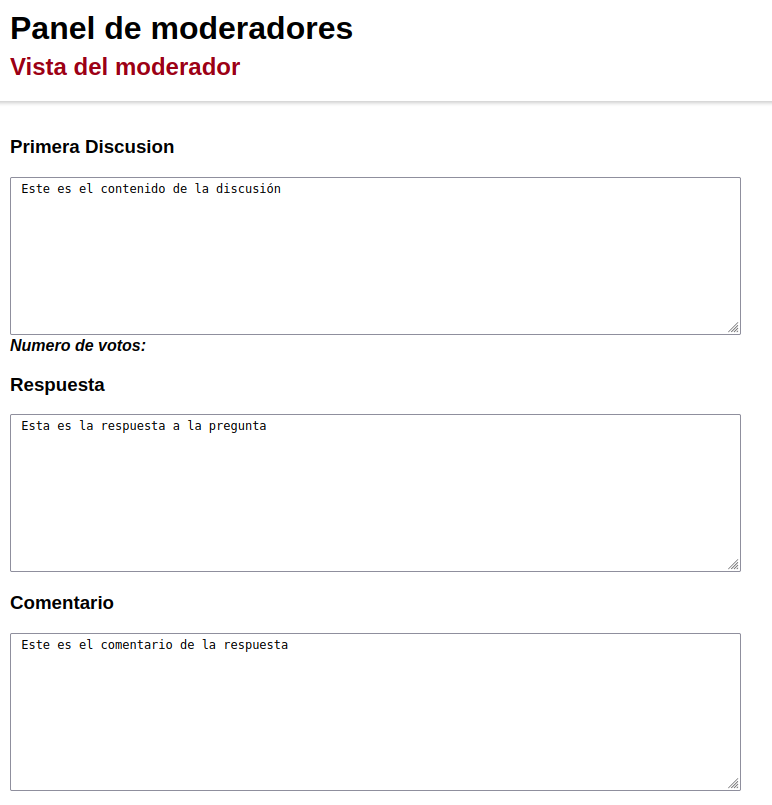 Panel de moderadores
Vista del moderador
Primera Discusion
Este es el contenido de la discusión
Numero de votos:
Respuesta
Esta es la respuesta a la pregunta
Comentario
Este es el comentario de la respuesta